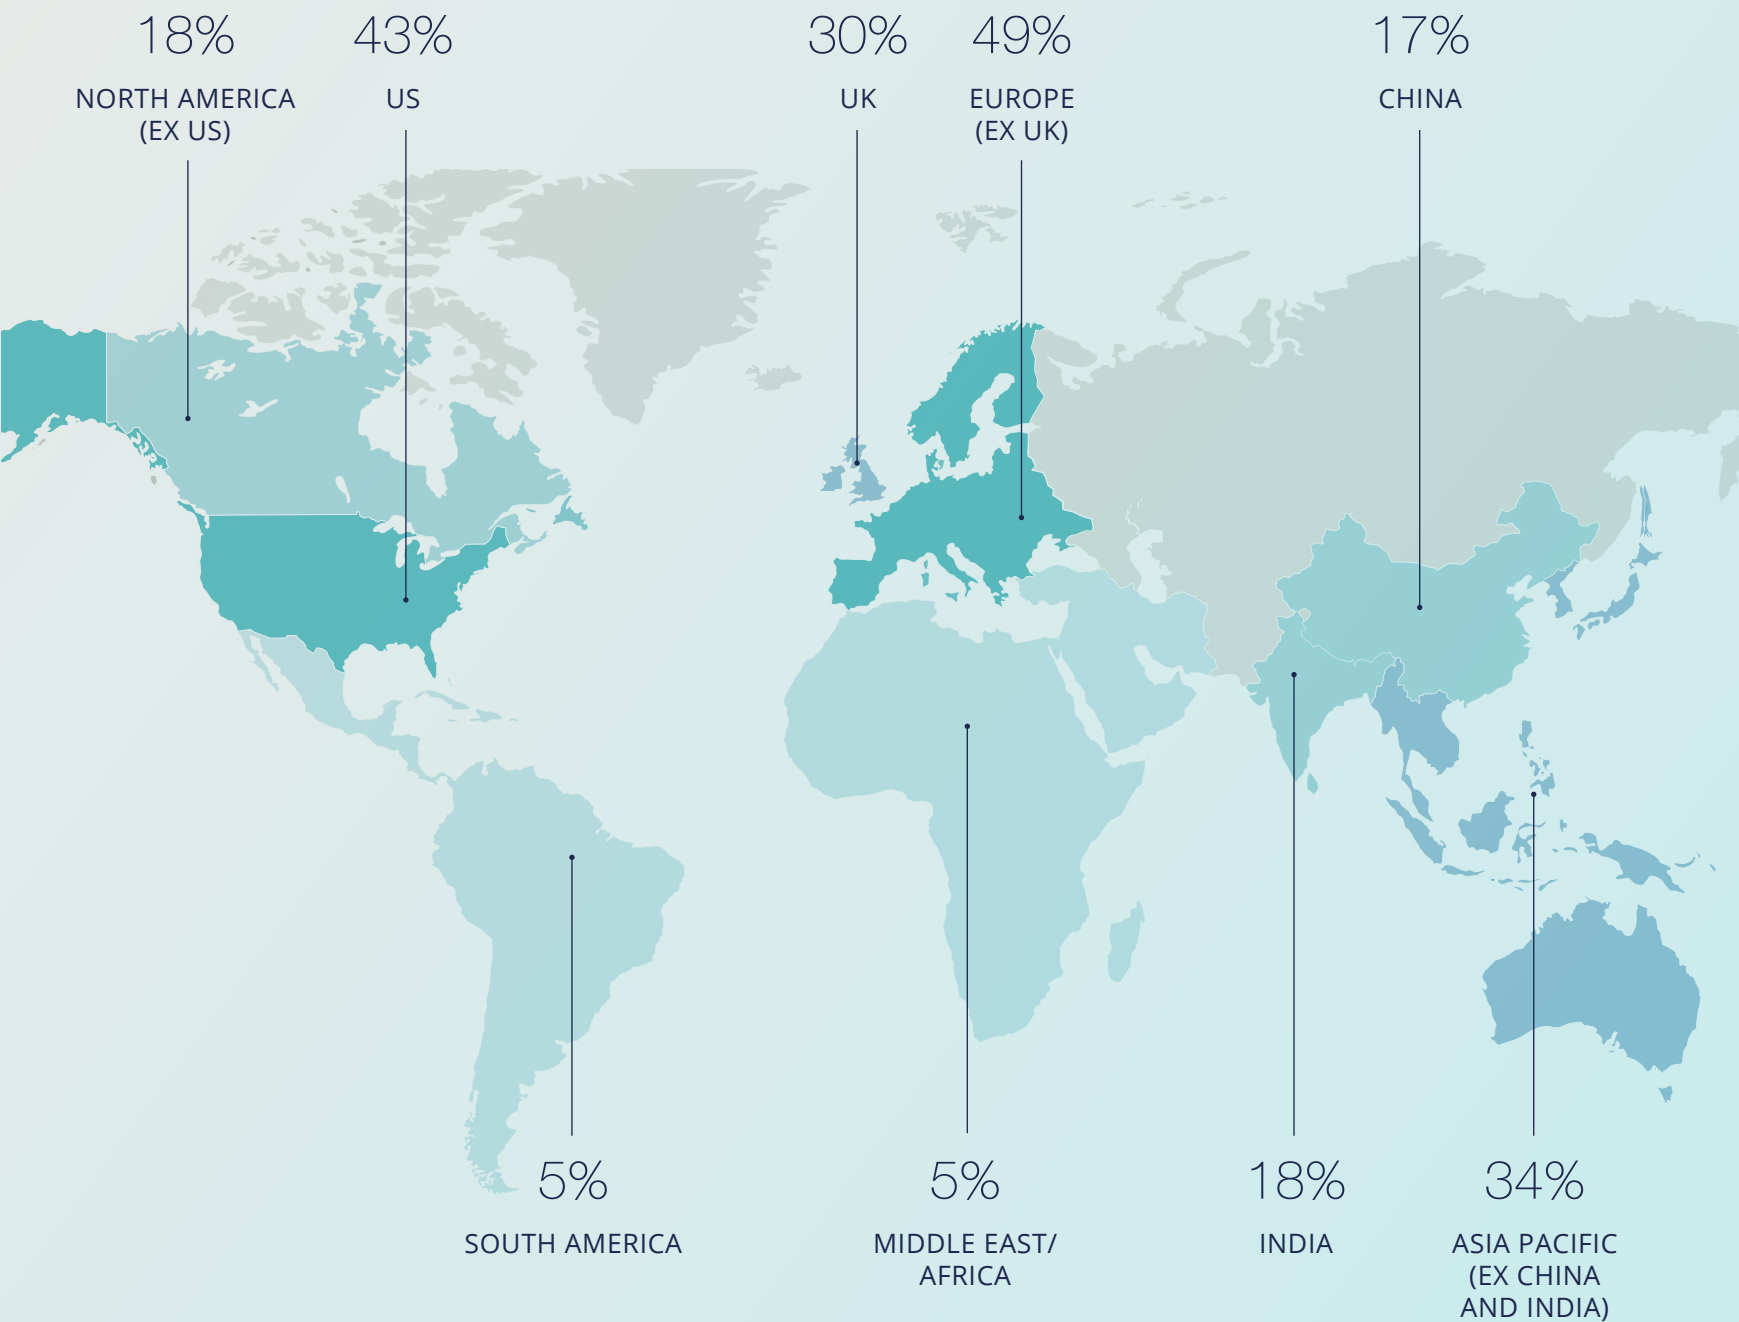 18%
NORTH AMERICA
(EX US)
43%
US
30%
UK
49%
EUROPE
(EX UK)
17%
CHINA
5%
SOUTH AMERICA
5%
MIDDLE EAST/
AFRICA
18%
INDIA
34%
ASIA PACIFIC
(EX CHINA
AND INDIA)